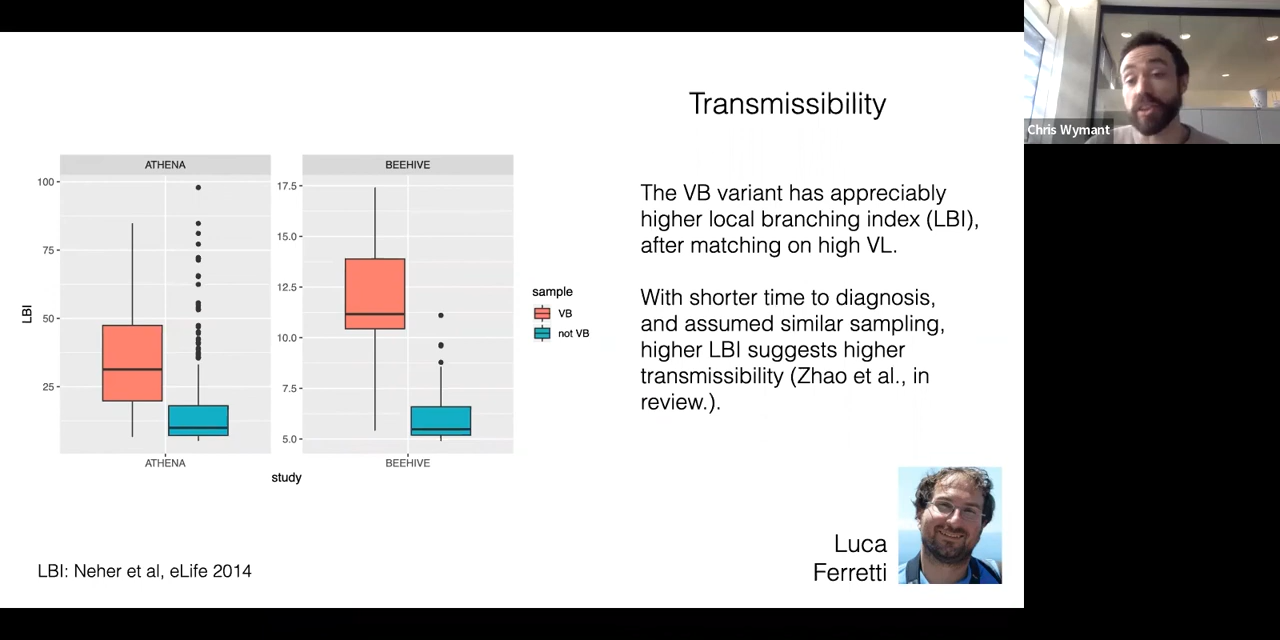 Transmissibility
ATHENA
BEEHIVE
LBI
100
75
50
25
17.5
15.0
12.5
10.0
7.5
5.0
ATHENA
BEEHIVE
study
sample
VB
not VB
The VB variant has appreciably
higher local branching index (LBI),
after matching on high VL.
With shorter time to diagnosis,
and assumed similar sampling,
higher LBI suggests higher
transmissibility (Zhao et al., in
review.).
Luca
Ferretti
LBI: Neher et al, eLife 2014
Chris Wymant